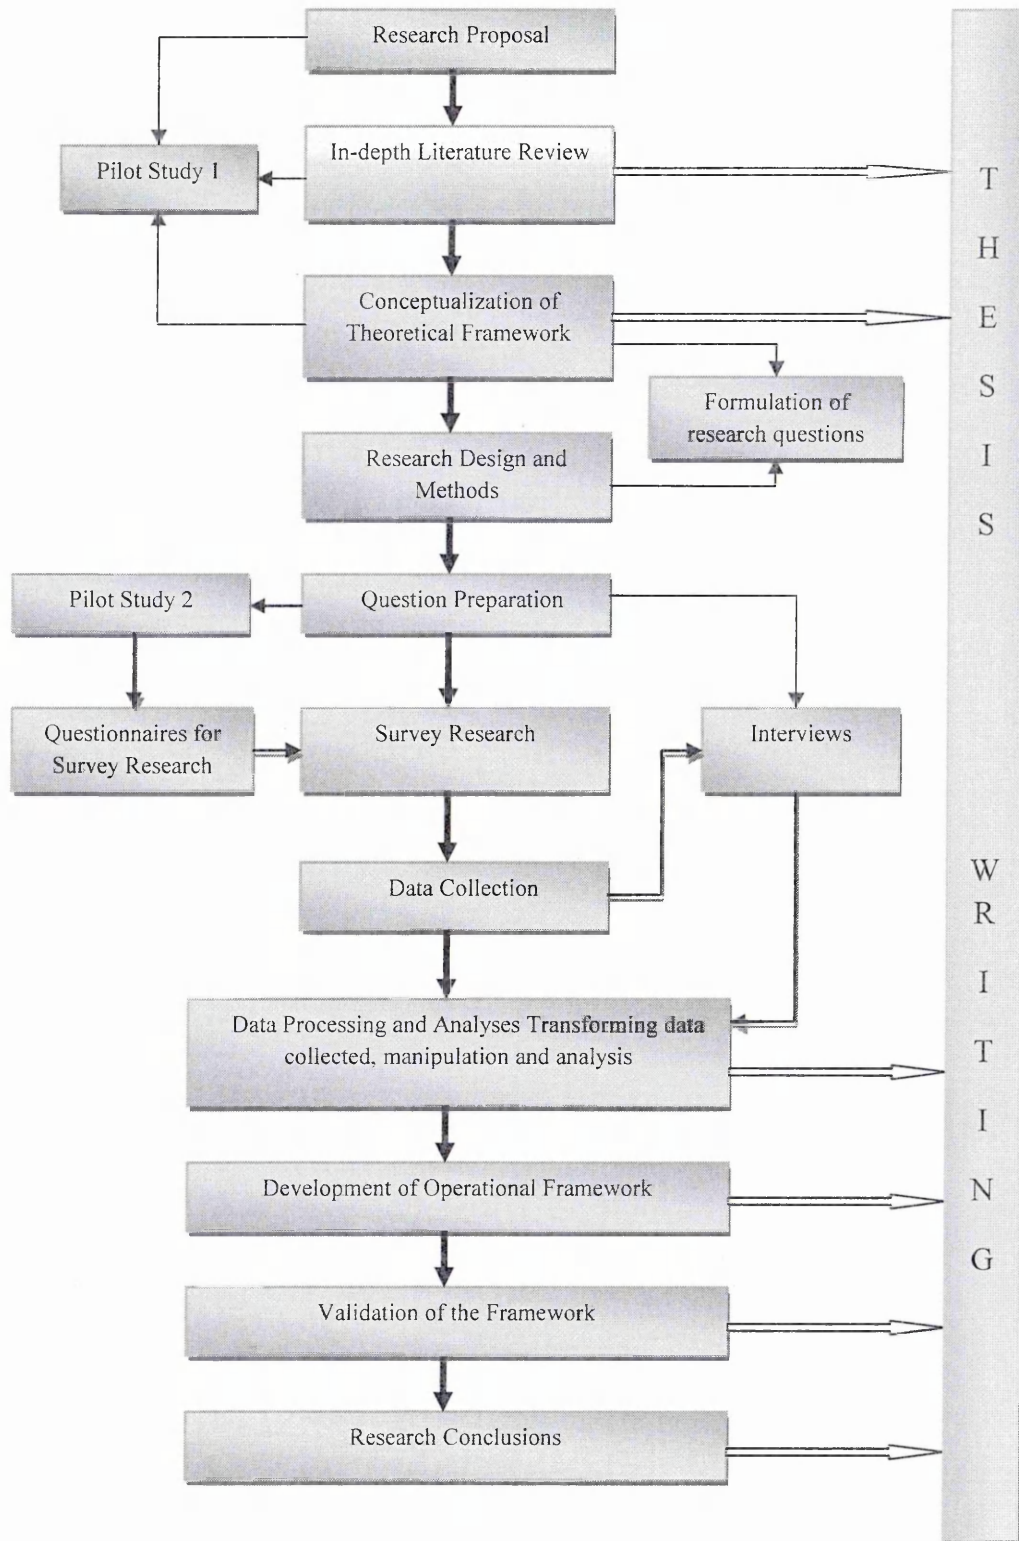 Research Proposal
In-depth Literature Review
Pilot Study 1
Conceptualization of
Theoretical Framework
Formulation of
research questions
Research Design and
Methods
Pilot Study 2
Question Preparation
Questionnaires for
Survey Research
Survey Research
Interviews
Data Collection
Data Processing and Analyses Transforming data
collected, manipulation and analysis
Development of Operational Framework
Validation of the Framework
Research Conclusions
T
H
E
S
I
S
W
R
I
T
I
N
G